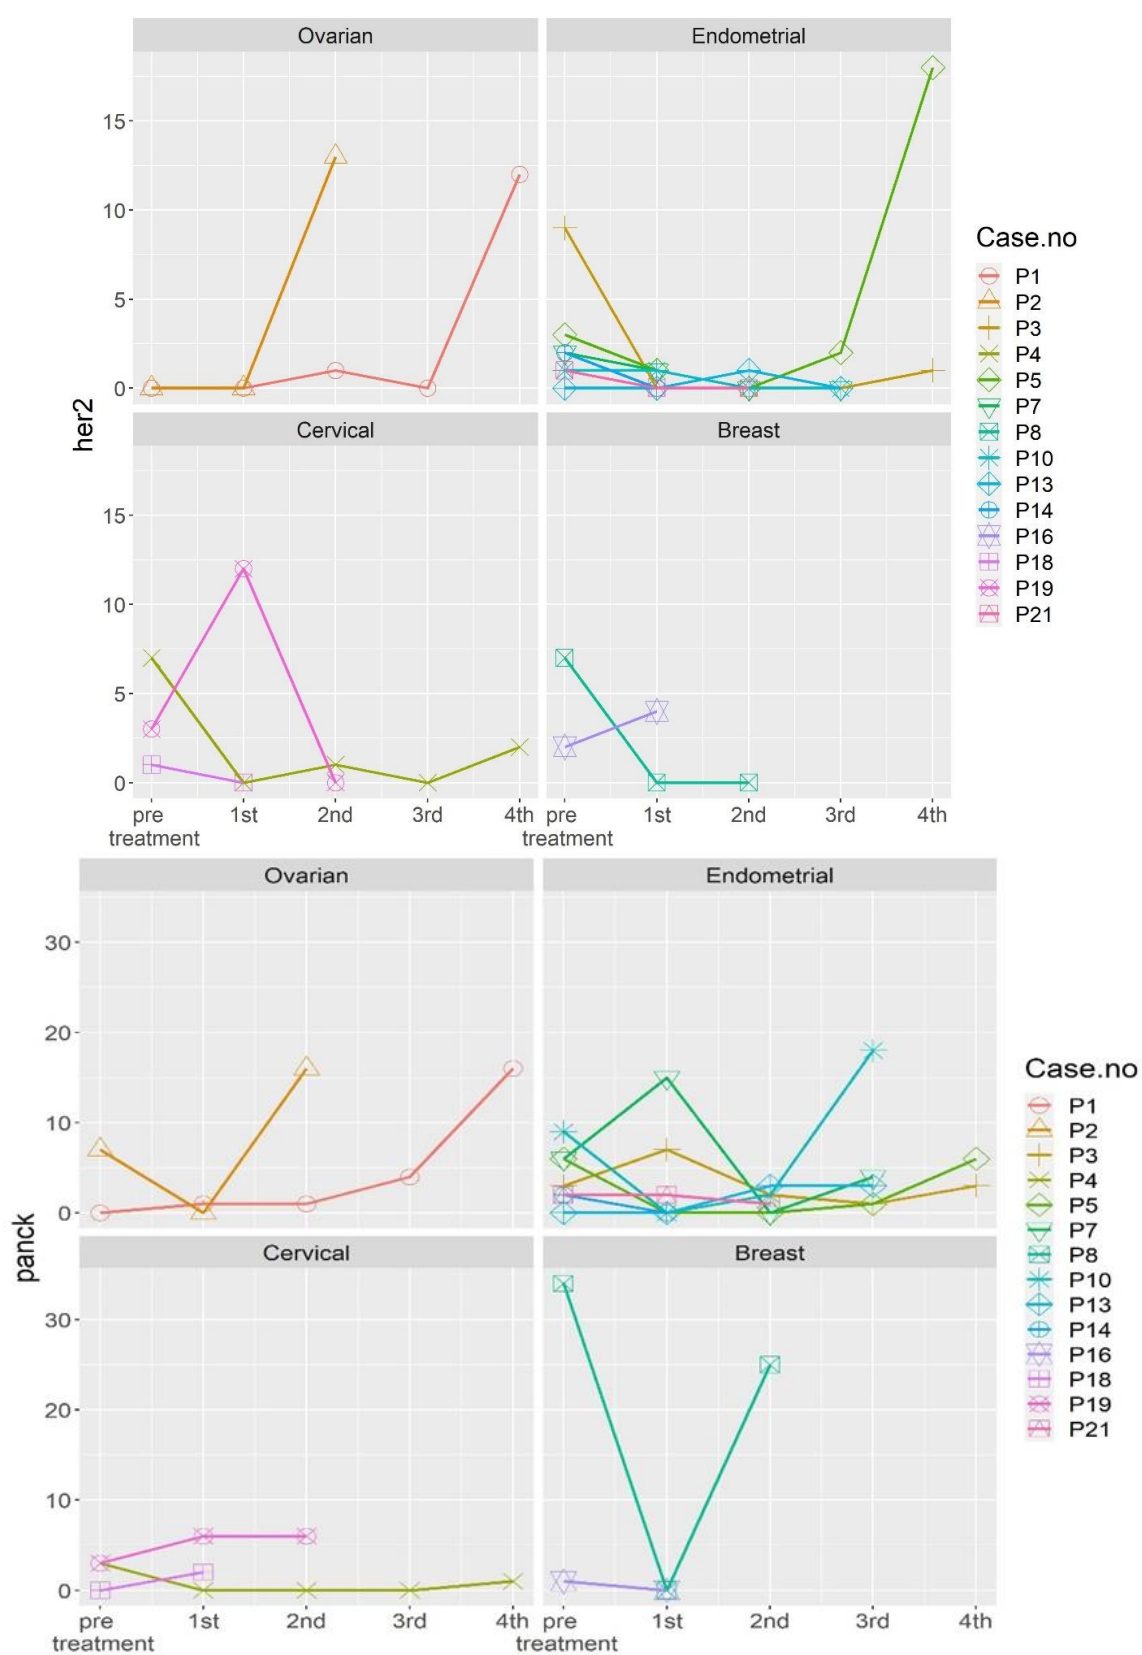 Ovarian Endometrial
15
10
5
0
her2
Cervical Breast
15
10
5
0
pre treatment 1st 2nd 3rd 4th pre treatment 1st 2nd 3rd 4th
Case.no
P1
P2
P3
P4
P5
P7
P8
P10
P13
P14
P16
P18
P19
P21
Ovarian Endometrial
30
20
10
0
panck
Cervical Breast
30
20
10
0
pre treatment 1st 2nd 3rd 4th pre treatment 1st 2nd 3rd 4th
Case.no
P1
P2
P3
P4
P5
P7
P8
P10
P13
P14
P16
P18
P19
P21